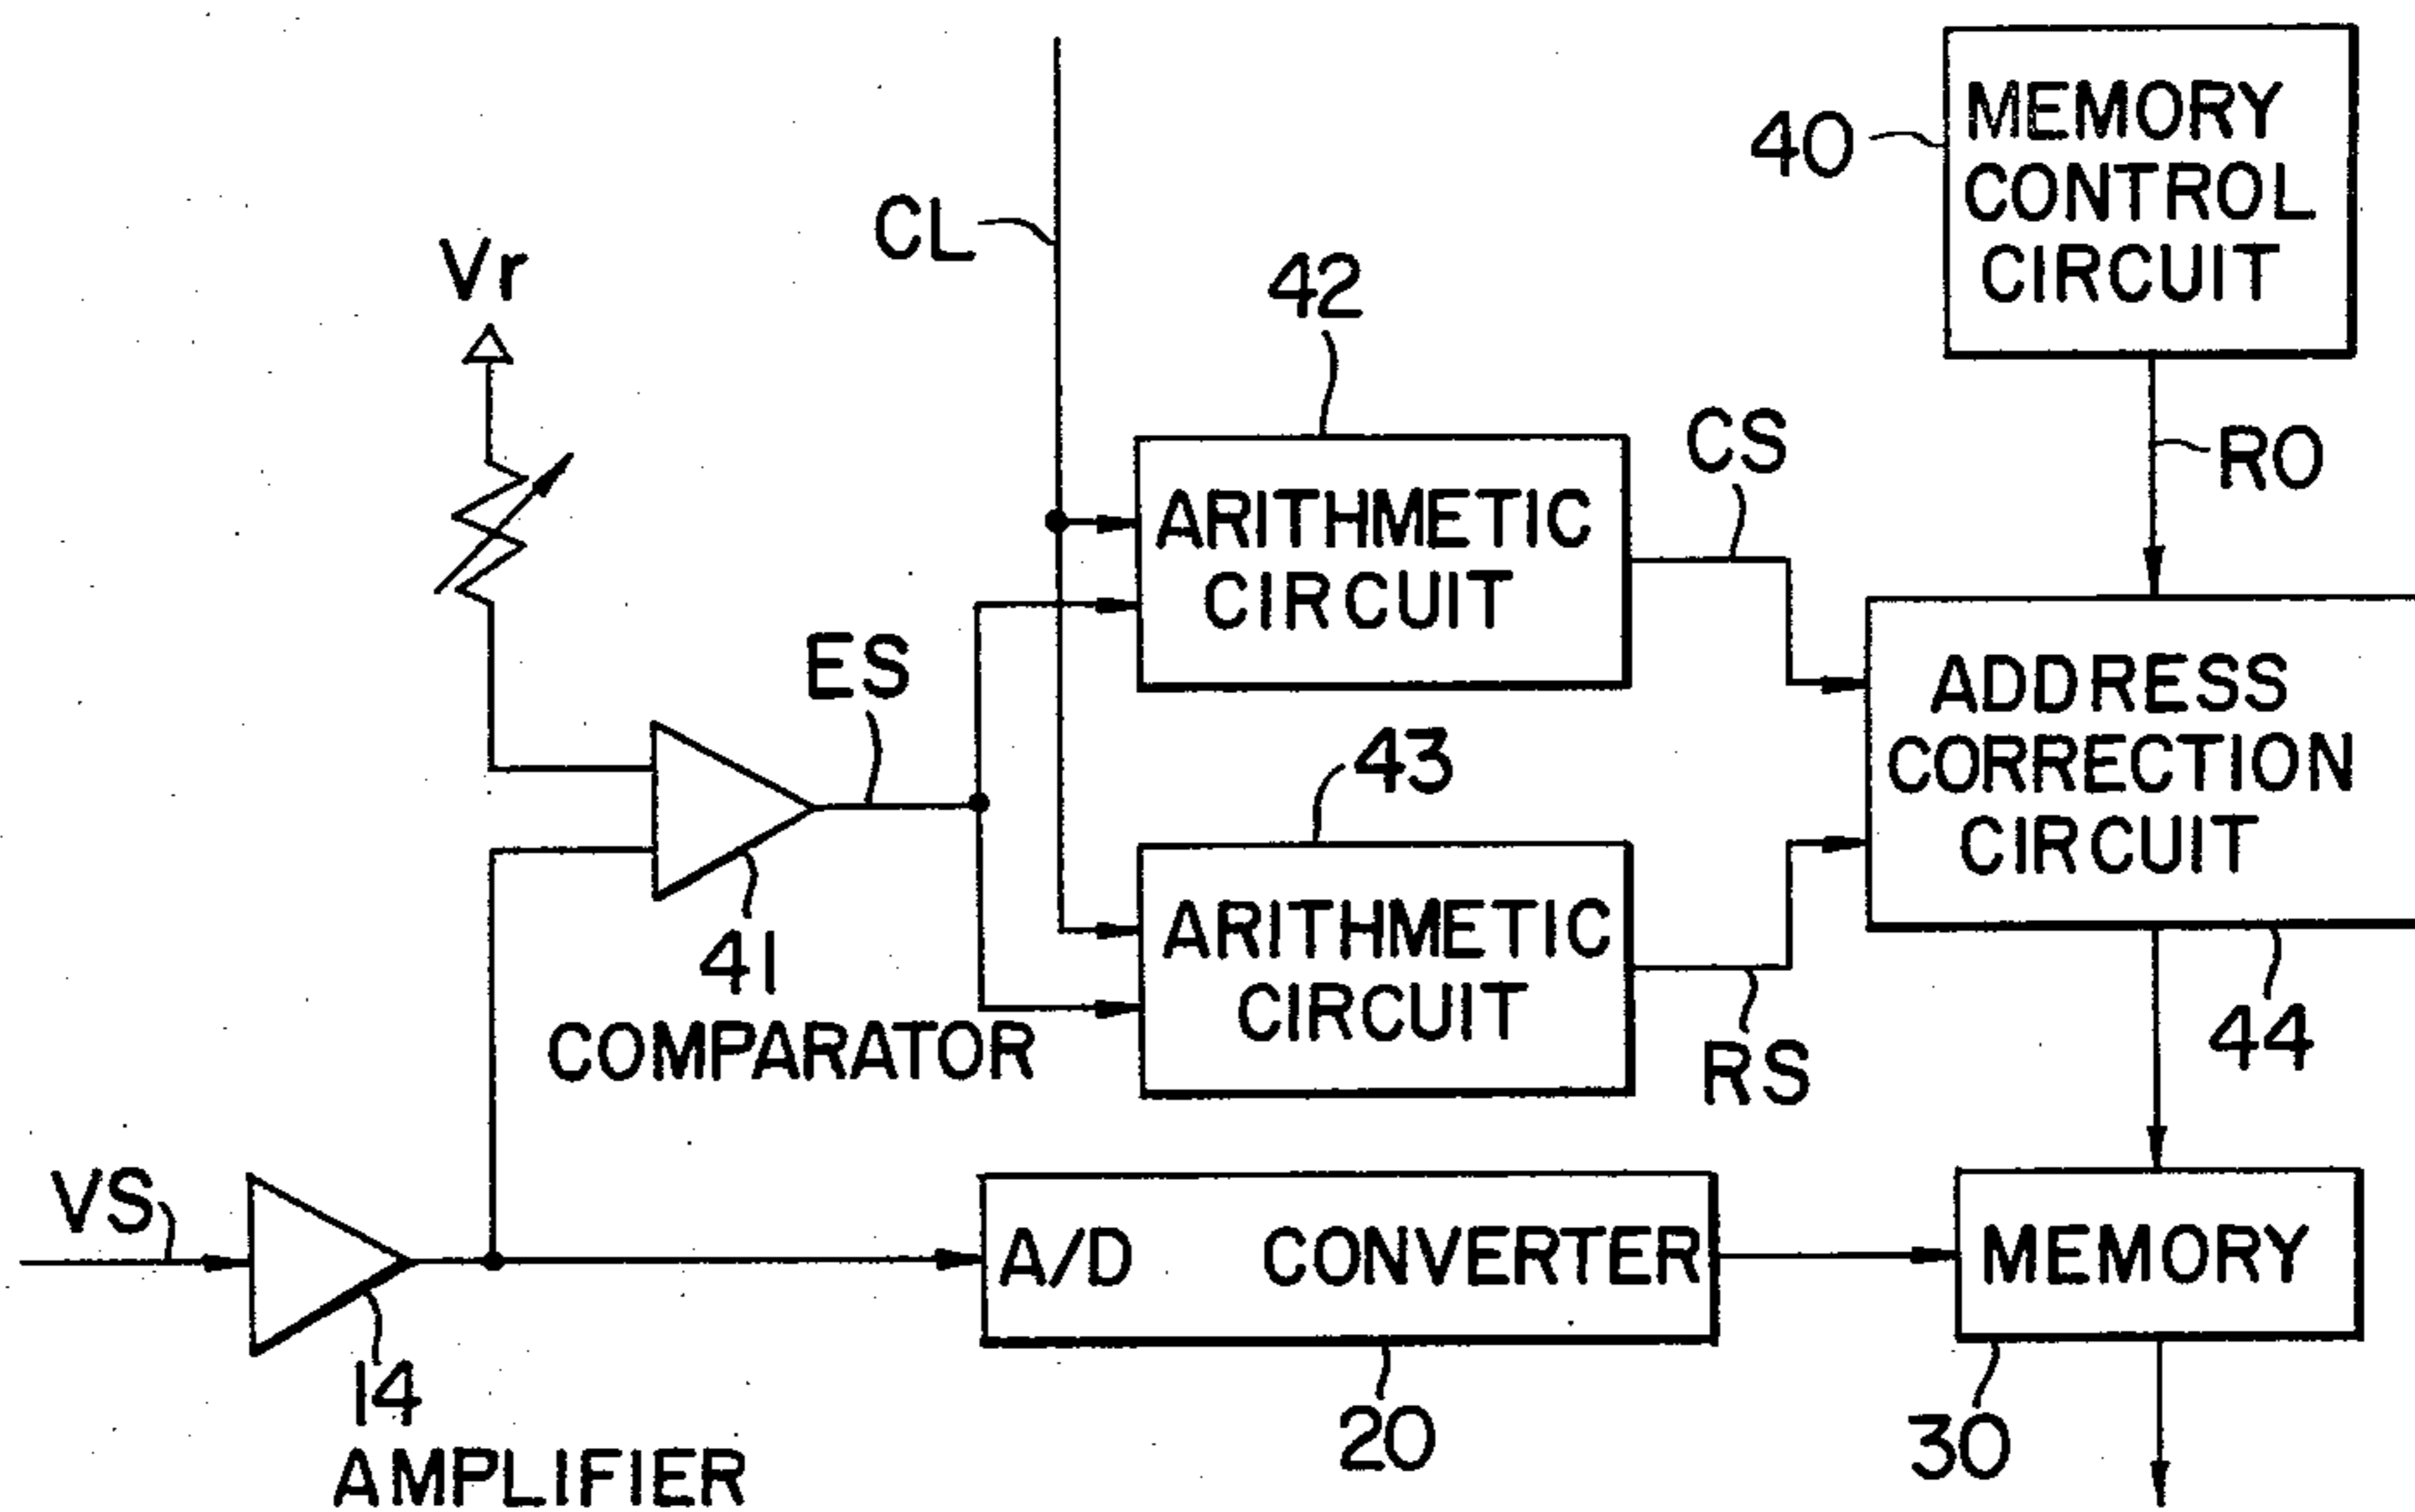 CL
40
MEMORY
CONTROL
CIRCUIT
Vr
42
CS
RO
ARITHMETIC
CIRCUIT
ES
43
ADDRESS
CORRECTION
CIRCUIT
41
COMPARATOR
ARITHMETIC
CIRCUIT
RS
44
VS
14
AMPLIFIER
A/D CONVERTER
20
MEMORY
30